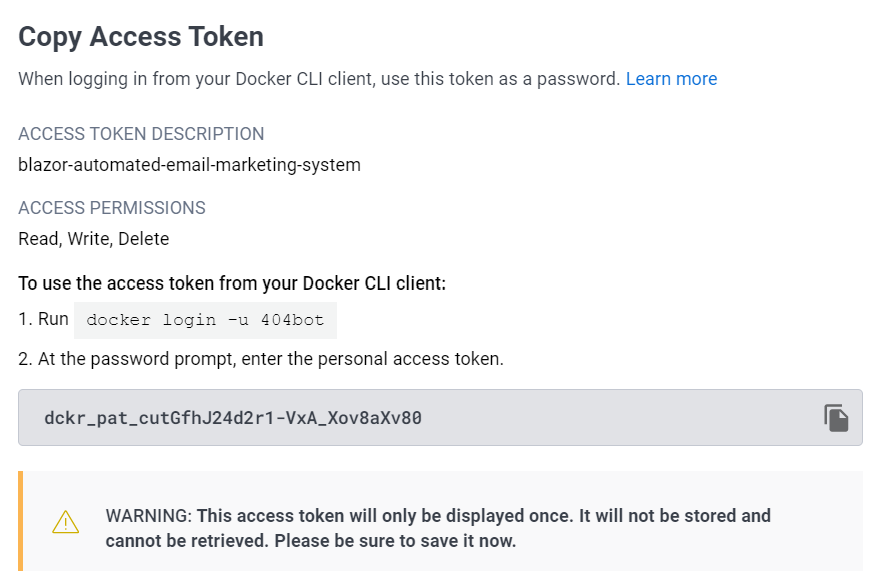 Copy Access Token
When logging in from your Docker CLI client, use this token as a password. Learn more
ACCESS TOKEN DESCRIPTION
blazor-automated-email-marketing-system
ACCESS PERMISSIONS
Read, Write, Delete
To use the access token from your Docker CLI client:
1. Run docker login -u 404bot
2. At the password prompt, enter the personal access token.
dckr_pat_cutGfhJ24d2r1-VxA_Xov8aXv80
WARNING: This access token will only be displayed once. It will not be stored and
cannot be retrieved. Please be sure to save it now.